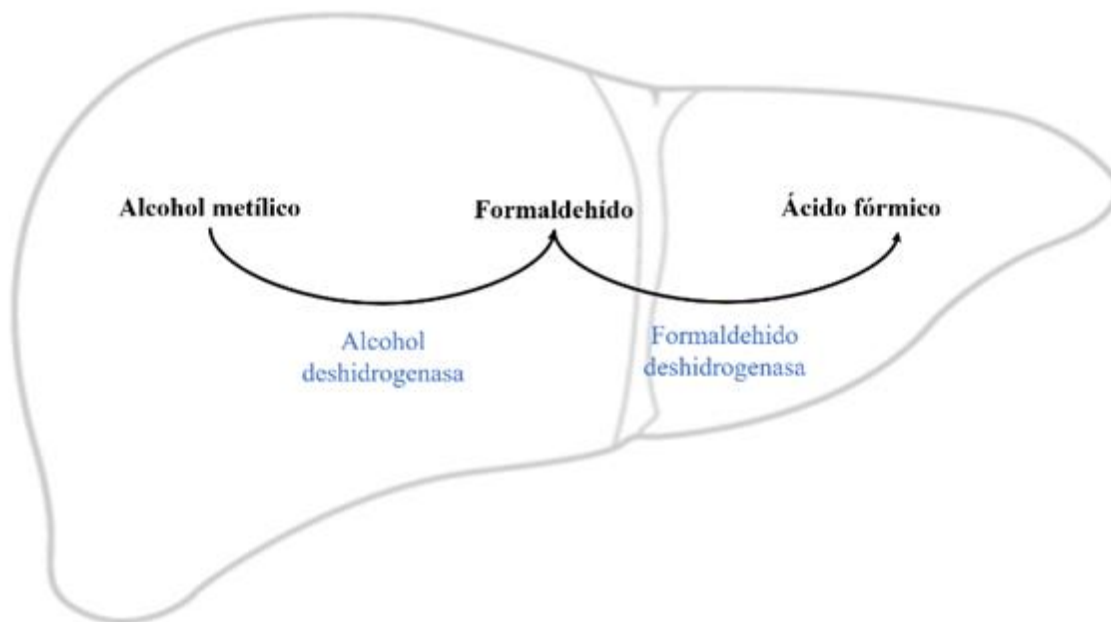 Alcohol metílico
Formaldehído
Ácido fórmico
Alcohol
deshidrogenasa
Formaldehido
deshidrogenasa